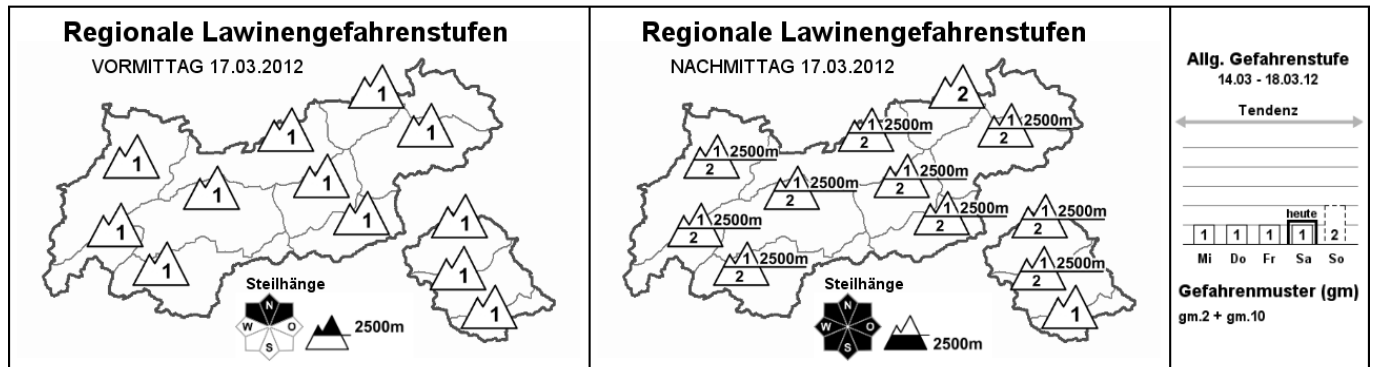 Regionale Lawinengefahrenstufen
VORMITTAG 17.03.2012
1
1
1
1
1
1
1
1
1
1
1
1
1
Steilhänge
N
W O
S
2500m
Regionale Lawinengefahrenstufen
NACHMITTAG 17.03.2012
2
1 2500m
2
1 2500m
2
1 2500m
2
1 2500m
2
1 2500m
2
1 2500m
2
1 2500m
2
1 2500m
2
1 2500m
2
1 2500m
2
1
Steilhänge
N
W O
S
2500m
Allg. Gefahrenstufe
14.03 - 18.03.12
Tendenz
heute
1 1 1 1 2
Mi Do Fr Sa So
Gefahrenmuster (gm)
gm.2 + gm.10